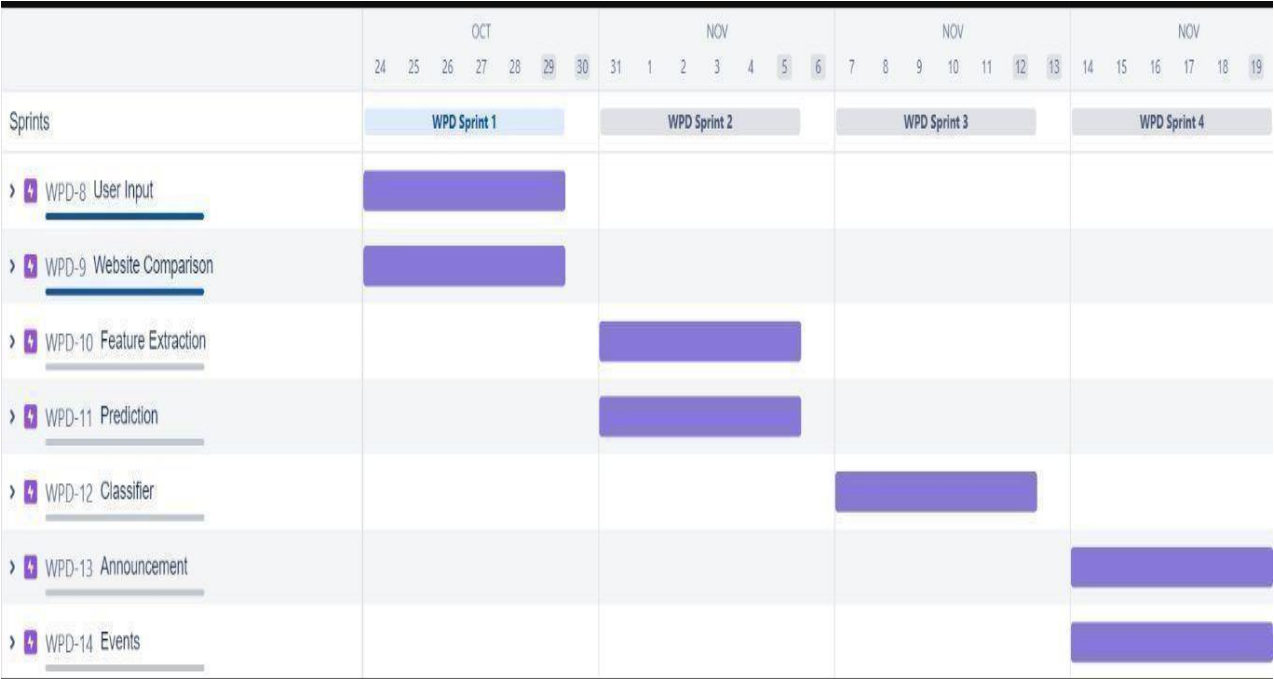 OCT NOV NOV NOV
24 25 26 27 28 29 30 31 1 2 3 4 5 6 7 8 9 10 11 12 13 14 15 16 17 18 19
Sprints WPD Sprint 1 WPD Sprint 2 WPD Sprint 3 WPD Sprint 4
WPD-8 User Input
WPD-9 Website Comparison
WPD-10 Feature Extraction
WPD-11 Prediction
WPD-12 Classifier
WPD-13 Announcement
WPD-14 Events